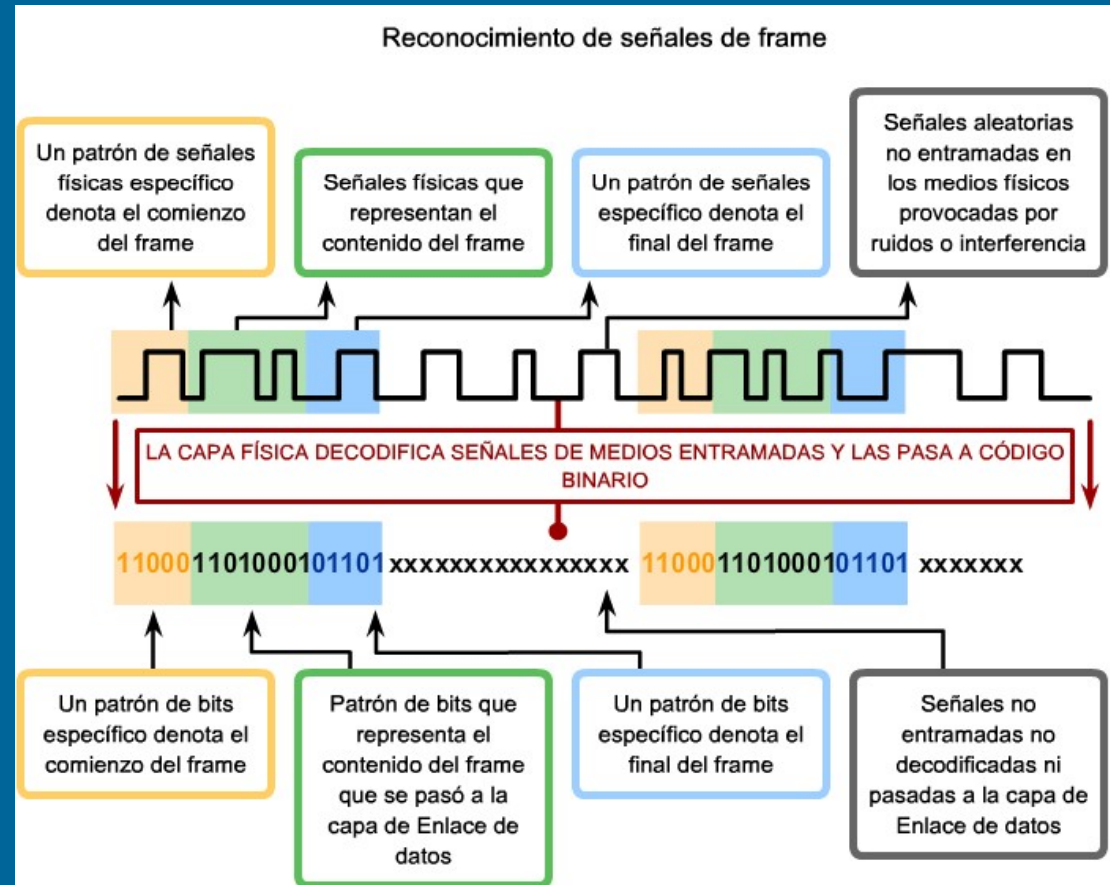 Reconocimiento de señales de frame
Un patrón de señales
físicas específico
denota el comienzo
del frame
Señales físicas que
representan el
contenido del frame
Un patrón de señales
específico denota el
final del frame
Señales aleatorias
no entramadas en
los medios físicos
provocadas por
ruidos o interferencia
LA CAPA FÍSICA DECODIFICA SEÑALES DE MEDIOS ENTRAMADAS Y LAS PASA A CÓDIGO
BINARIO
110001101000101101 xxxxxxxxxxxxxxxx 110001101000101101 xxxxxxx
Un patrón de bits
específico denota el
comienzo del frame
Patrón de bits que
representa el
contenido del frame
que se pasó a la
capa de Enlace de
datos
Un patrón de bits
específico denota el
final del frame
Señales no
entramadas no
decodificadas ni
pasadas a la capa de
Enlace de datos